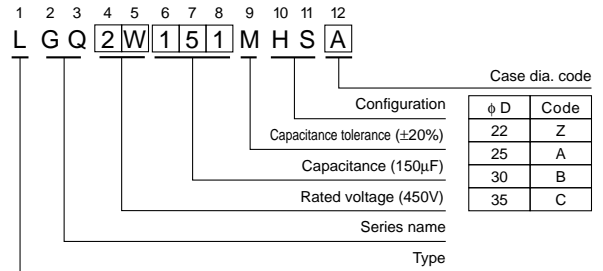 1 2 3 4 5 6 7 8 9 10 11 12
L G Q 2 W 1 5 1 M H S A
Case dia. code
Configuration
Capacitance tolerance (±20%)
Capacitance (150μF)
Rated voltage (450V)
Series name
Type
ϕ D Code
22 Z
25 A
30 B
35 C